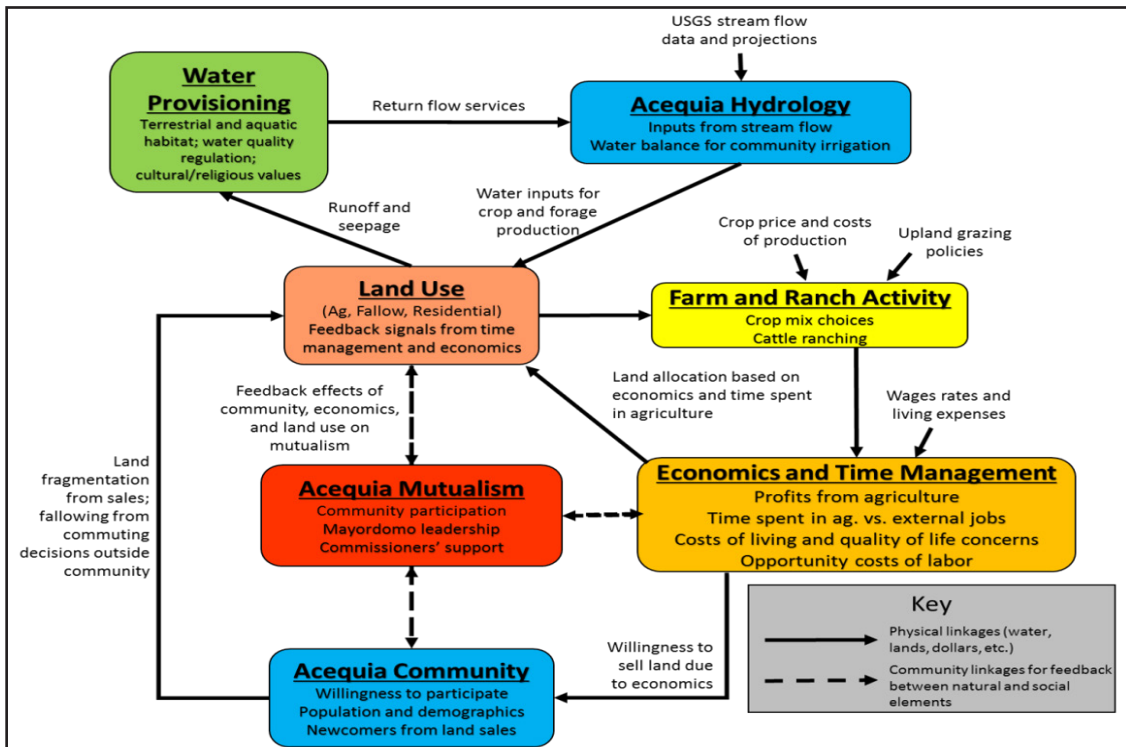 USGS stream flow
data and projections
Water
Provisioning
Terrestrial and aquatic
habitat; water quality
regulation;
cultural/religious values
Return flow services
Acequia Hydrology
Inputs from stream flow
Water balance for community irrigation
Runoff and
seepage
Water inputs for
crop and forage
production
Crop price and costs
of production
Upland grazing
policies
Land Use
(Ag, Fallow, Residential)
Feedback signals from time
management and economics
Farm and Ranch Activity
Crop mix choices
Cattle ranching
Feedback effects of
community, economics,
and land use on
mutualism
Land allocation based on
economics and time spent
in agriculture
Wages rates and
living expenses
Land
fragmentation
from sales;
fallowing from
commuting
decisions outside
community
Acequia Mutualism
Community participation
Mayordomo leadership
Commissioners' support
Economics and Time Management
Profits from agriculture
Time spent in ag. vs. external jobs
Costs of living and quality of life concerns
Opportunity costs of labor
Willingness to
sell land due
to economics
Acequia Community
Willingness to participate
Population and demographics
Newcomers from land sales
Key
Physical linkages (water,
lands, dollars, etc.)
Community linkages for feedback
between natural and social
elements